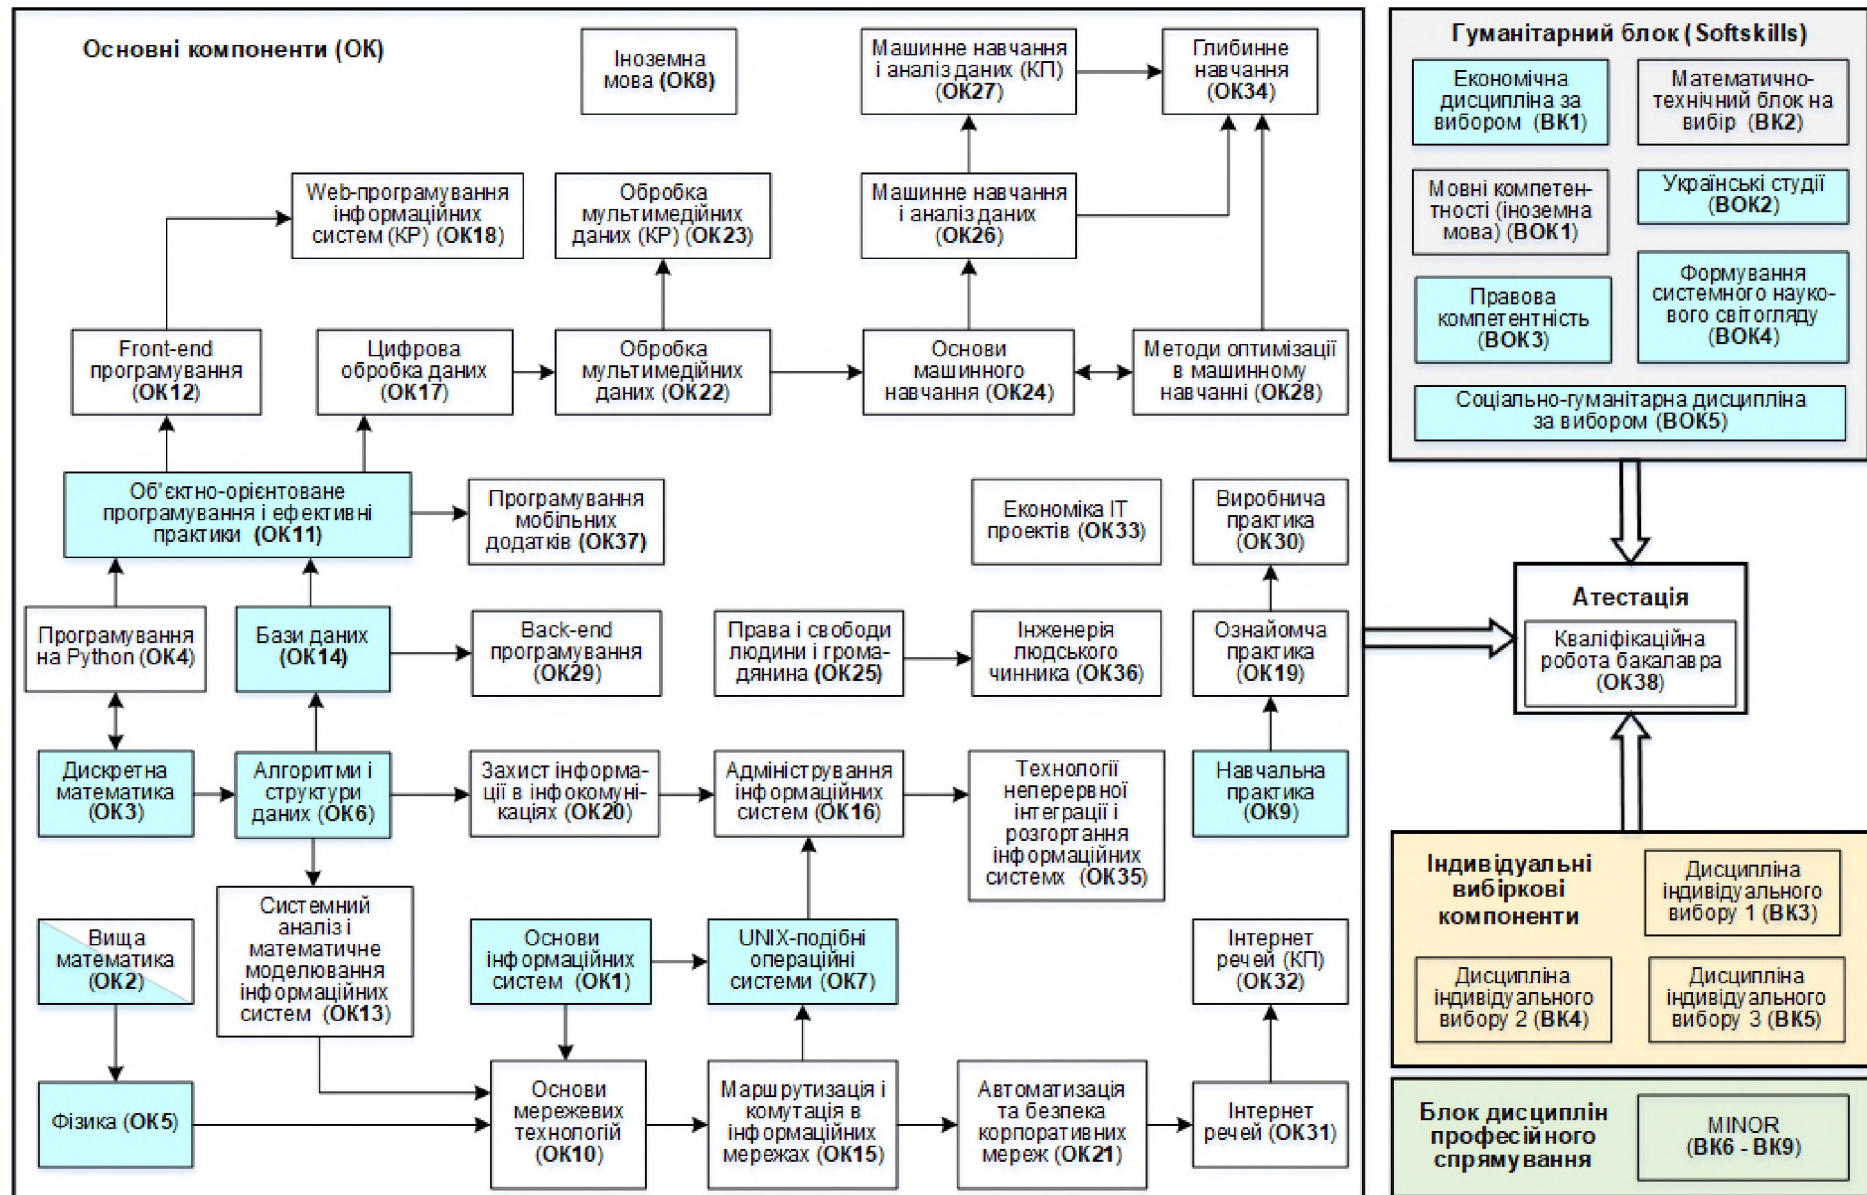 Основні компоненти (ОК)
Іноземна
мова (ОК8)
Машинне навчання
і аналіз даних (КП)
(ОК27)
Глибинне
навчання
(ОК34)
Web-програмування
інформаційних
систем (КР) (ОК18)
Обробка
мультимедійних
даних (КР) (ОК23)
Машинне навчання
і аналіз даних
(ОК26)
Front-end
програмування
(ОК12)
Цифрова
обробка даних
(ОК17)
Обробка
мультимедійних
даних (ОК22)
Основи
машинного
навчання (ОК24)
Методи оптимізації
в машинному
навчанні (ОК28)
Об'єктно-орієнтоване
програмування і ефективні
практики (ОК11)
Програмування
мобільних
додатків (ОК37)
Економіка ІТ
проектів (ОК33)
Виробнича
практика
(ОК30)
Програмування
на Python (ОК4)
Бази даних
(ОК14)
Back-end
програмування
(ОК29)
Права і свободи
людини і грома-
дянина (ОК25)
Інженерія
людського
чинника (ОК36)
Ознайомча
практика
(ОК19)
Дискретна
математика
(ОК3)
Алгоритми і
структури
даних (ОК6)
Захист інформа-
ції в інфокомуні-
каціях (ОК20)
Адміністрування
інформаційних
систем (ОК16)
Технології
неперервної
інтеграції і
розгортання
інформаційних
системх (ОК35)
Навчальна
практика
(ОК9)
Вища
математика
(ОК2)
Системний
аналіз і
математичне
моделювання
інформаційних
систем (ОК13)
Основи
інформаційних
систем (ОК1)
UNIX-подібні
операційні
системи (ОК7)
Інтернет
речей (КП)
(ОК32)
Фізика (ОК5)
Основи
мережевих
технологій
(ОК10)
Маршрутизація і
комутація в
інформаційних
мережах (ОК15)
Автоматизація
та безпека
корпоративних
мереж (ОК21)
Інтернет
речей (ОК31)
Гуманітарний блок (Softskills)
Економічна
дисципліна за
вибором (ВК1)
Математично-
технічний блок на
вибір (ВК2)
Мовні компетен-
тності (іноземна
мова) (ВОК1)
Українські студії
(ВОК2)
Правова
компетентність
(ВОК3)
Формування
системного науко-
вого світогляду
(ВОК4)
Соціально-гуманітарна дисципліна
за вибором (ВОК5)
Атестація
Кваліфікаційна
робота бакалавра
(ОК38)
Індивідуальні
вибіркові
компоненти
Дисципліна
індивідуального
вибору 1 (ВК3)
Дисципліна
індивідуального
вибору 2 (ВК4)
Дисципліна
індивідуального
вибору 3 (ВК5)
Блок дисциплін
професійного
спрямування
MINOR
(ВК6 - ВК9)